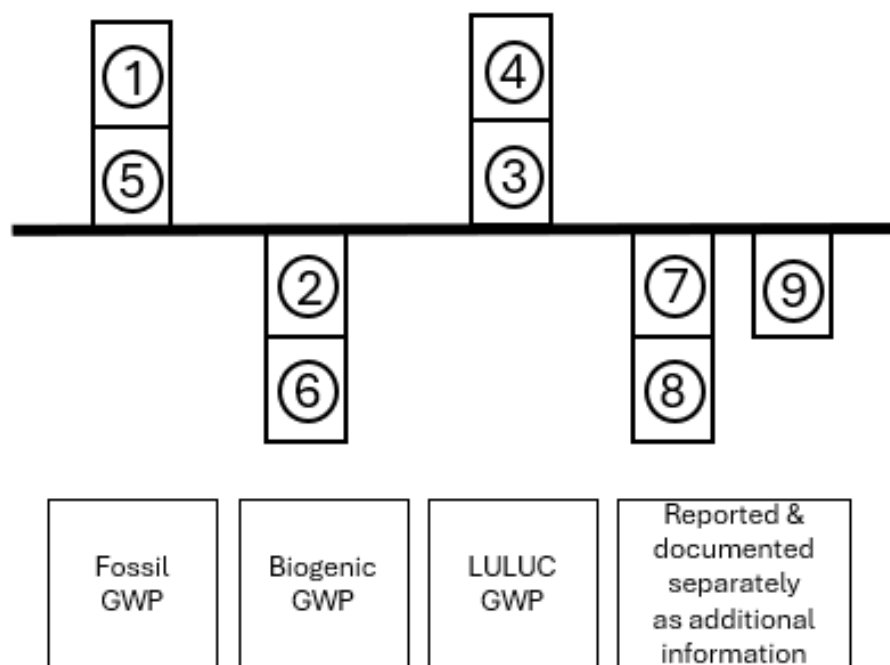 1
4
5
3
2
7
9
6
8
Fossil
GWP
Biogenic
GWP
LULUC
GWP
Reported &
documented
separately
as additional
information